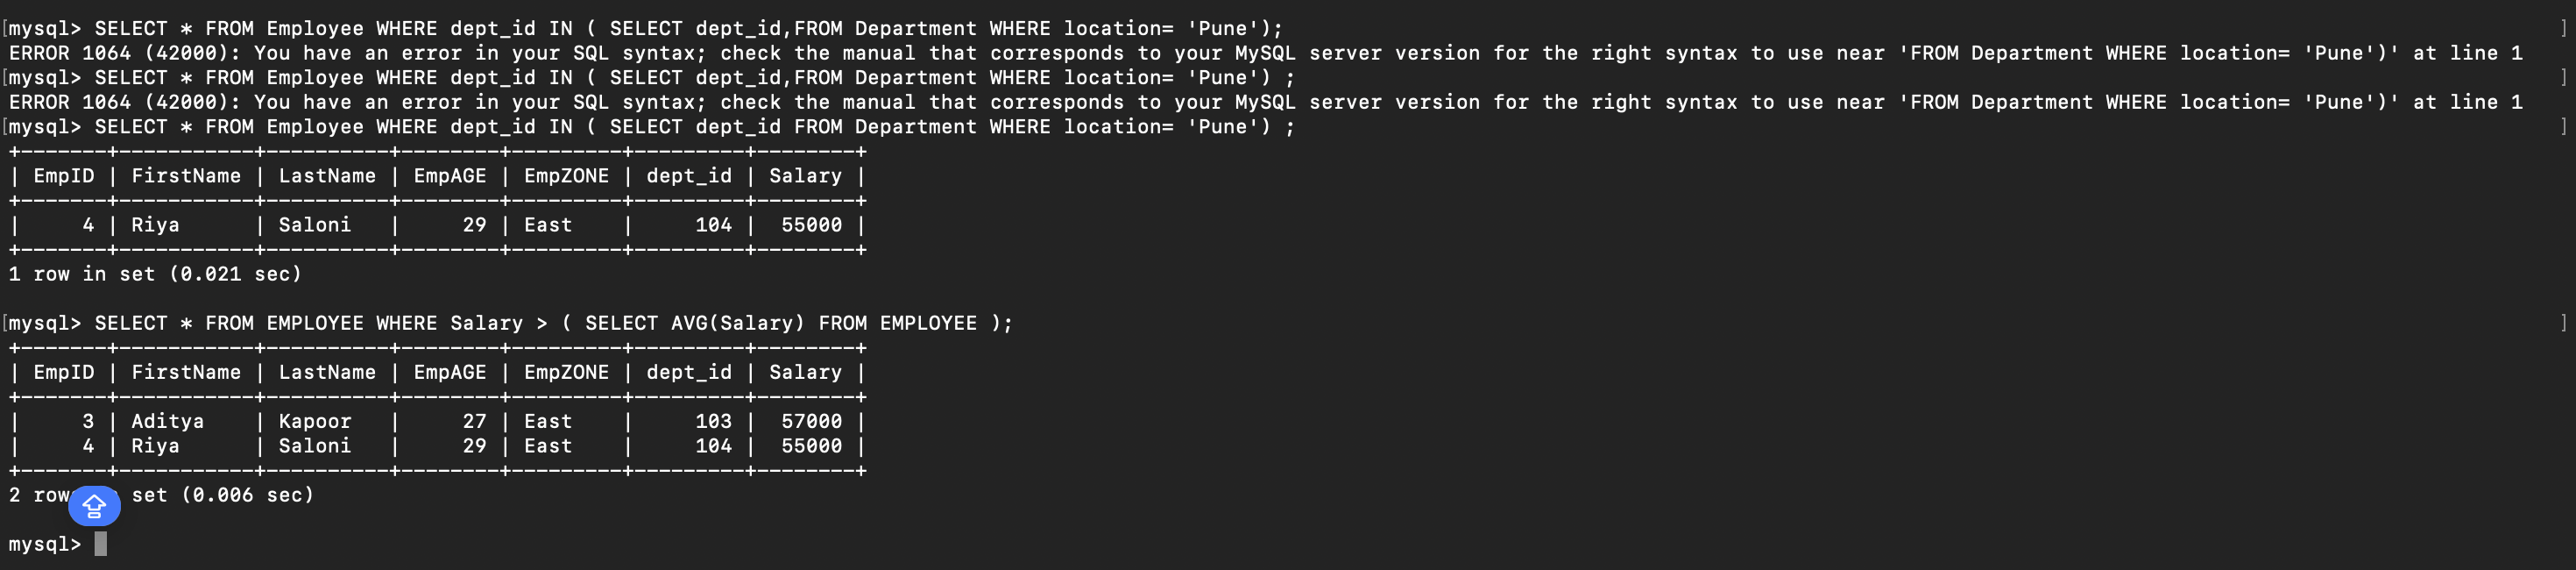 [mysql> SELECT * FROM Employee WHERE dept_id IN ( SELECT dept_id,FROM Department WHERE location= 'Pune'); ]
ERROR 1064 (42000): You have an error in your SQL syntax; check the manual that corresponds to your MySQL server version for the right syntax to use near 'FROM Department WHERE location= 'Pune')' at line 1
[mysql> SELECT * FROM Employee WHERE dept_id IN ( SELECT dept_id,FROM Department WHERE location= 'Pune') ; ]
ERROR 1064 (42000): You have an error in your SQL syntax; check the manual that corresponds to your MySQL server version for the right syntax to use near 'FROM Department WHERE location= 'Pune')' at line 1
[mysql> SELECT * FROM Employee WHERE dept_id IN ( SELECT dept_id FROM Department WHERE location= 'Pune') ; ]
+-------+-----------+----------+--------+---------+---------+--------+
| EmpID | FirstName | LastName | EmpAGE | EmpZONE | dept_id | Salary |
+-------+-----------+----------+--------+---------+---------+--------+
|     4 | Riya      | Saloni   |     29 | East    |     104 |  55000 |
+-------+-----------+----------+--------+---------+---------+--------+
1 row in set (0.021 sec)
[mysql> SELECT * FROM EMPLOYEE WHERE Salary > ( SELECT AVG(Salary) FROM EMPLOYEE ); ]
+-------+-----------+----------+--------+---------+---------+--------+
| EmpID | FirstName | LastName | EmpAGE | EmpZONE | dept_id | Salary |
+-------+-----------+----------+--------+---------+---------+--------+
|     3 | Aditya    | Kapoor   |     27 | East    |     103 |  57000 |
|     4 | Riya      | Saloni   |     29 | East    |     104 |  55000 |
+-------+-----------+----------+--------+---------+---------+--------+
2 row set (0.006 sec)
mysql>